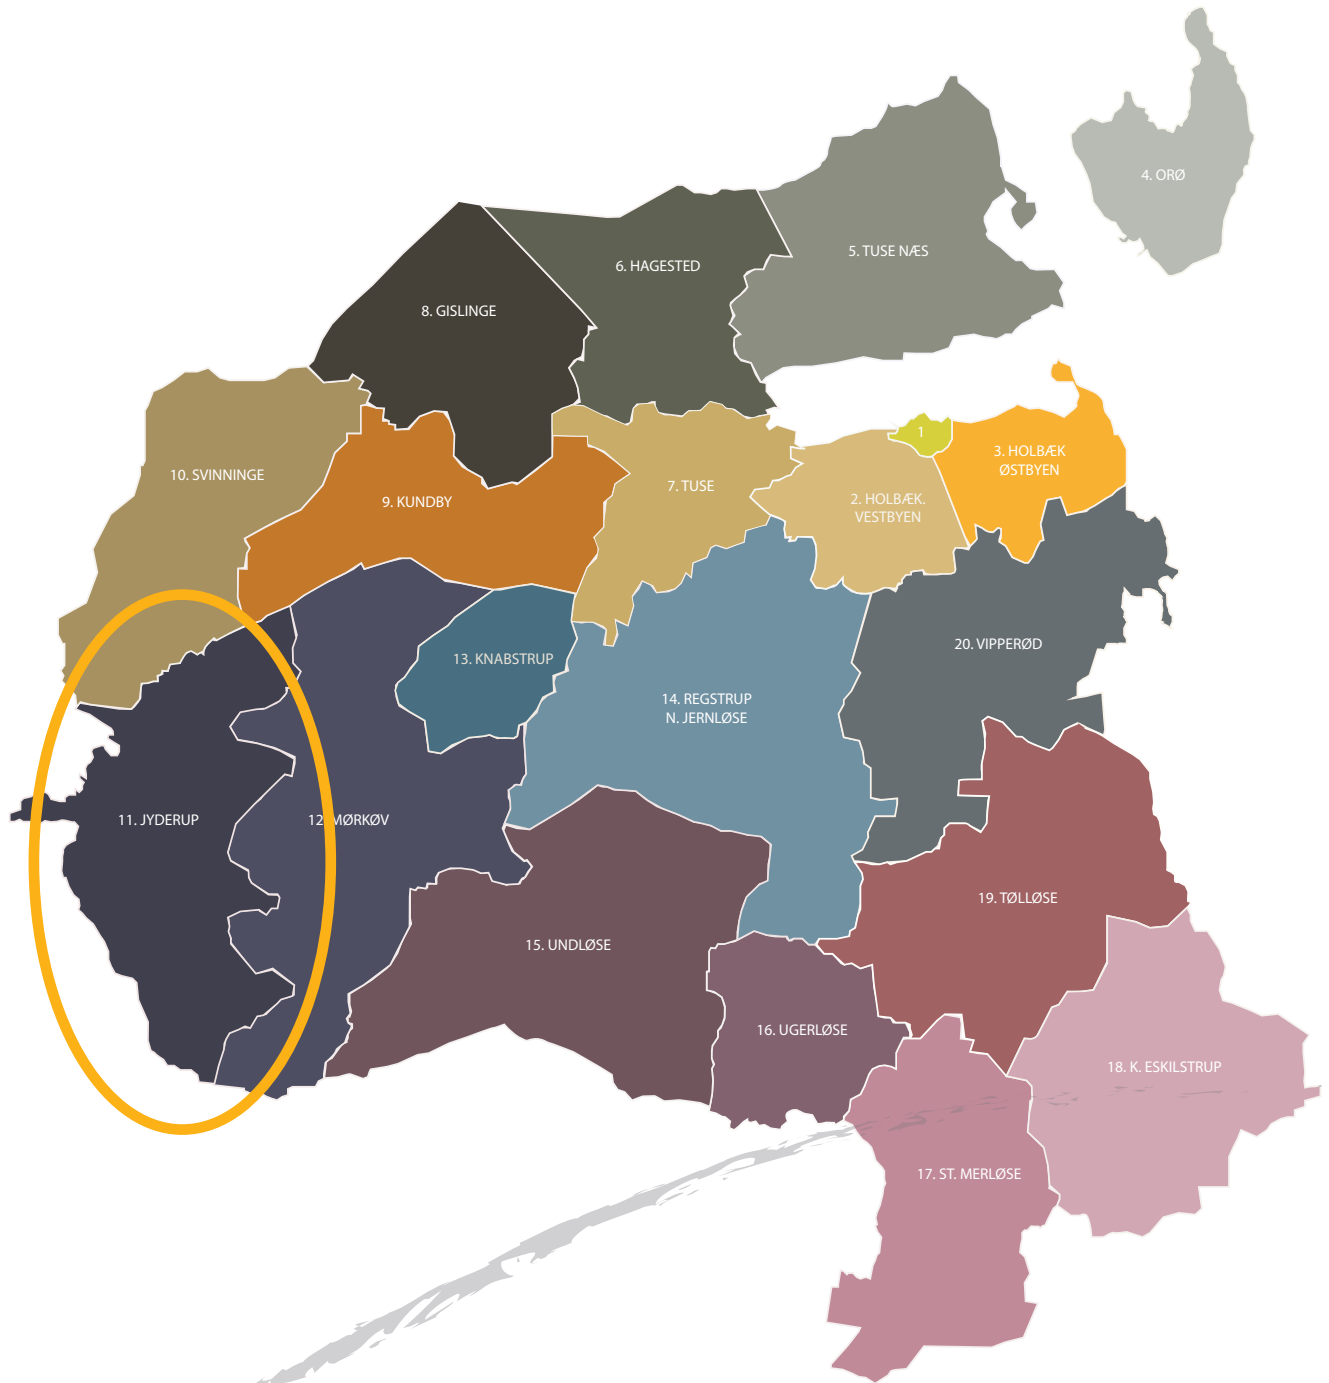 4. ORØ
5. TUSE NÆS
6. HAGESTED
8. GISLINGE
1
3. HOLBÆK
ØSTBYEN
10. SVINNINGE
7. TUSE
9. KUNDBY
2. HOLBÆK.
VESTBYEN
20. VIPPERØD
13. KNABSTRUP
14. REGSTRUP
N. JERNLØSE
11. JYDERUP
12. MØRKØV
19. TØLLØSE
15. UNDLØSE
16. UGERLØSE
18. K. ESKILSTRUP
17. ST. MERLØSE